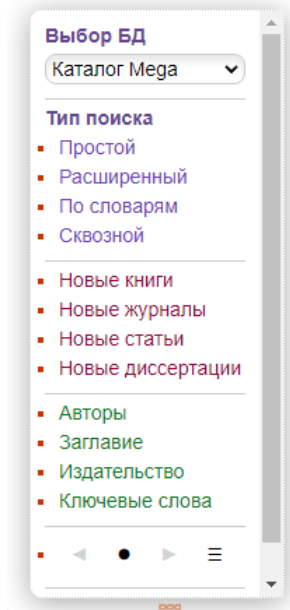 Выбор БД
Каталог Mega
Тип поиска
Простой
Расширенный
По словарям
Сквозной
Новые книги
Новые журналы
Новые статьи
Новые диссертации
Авторы
Заглавие
Издательство
Ключевые слова